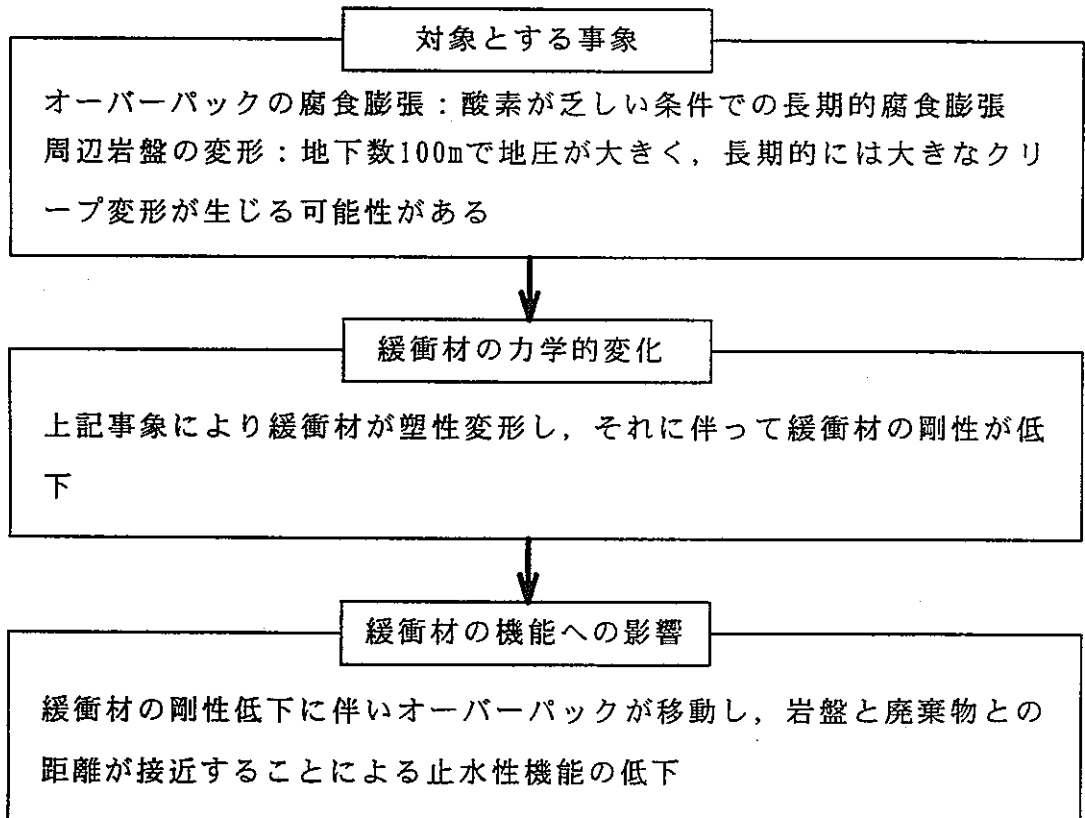 対象とする事象
オーバーパックの腐食膨張：酸素が乏しい条件での長期的腐食膨張
周辺岩盤の変形：地下数100mで地圧が大きく，長期的には大きなクリ
ープ変形が生じる可能性がある
緩衝材の力学的変化
上記事象により緩衝材が塑性変形し，それに伴って緩衝材の剛性が低
下
緩衝材の機能への影響
緩衝材の剛性低下に伴いオーバーパックが移動し，岩盤と廃棄物との
距離が接近することによる止水性機能の低下